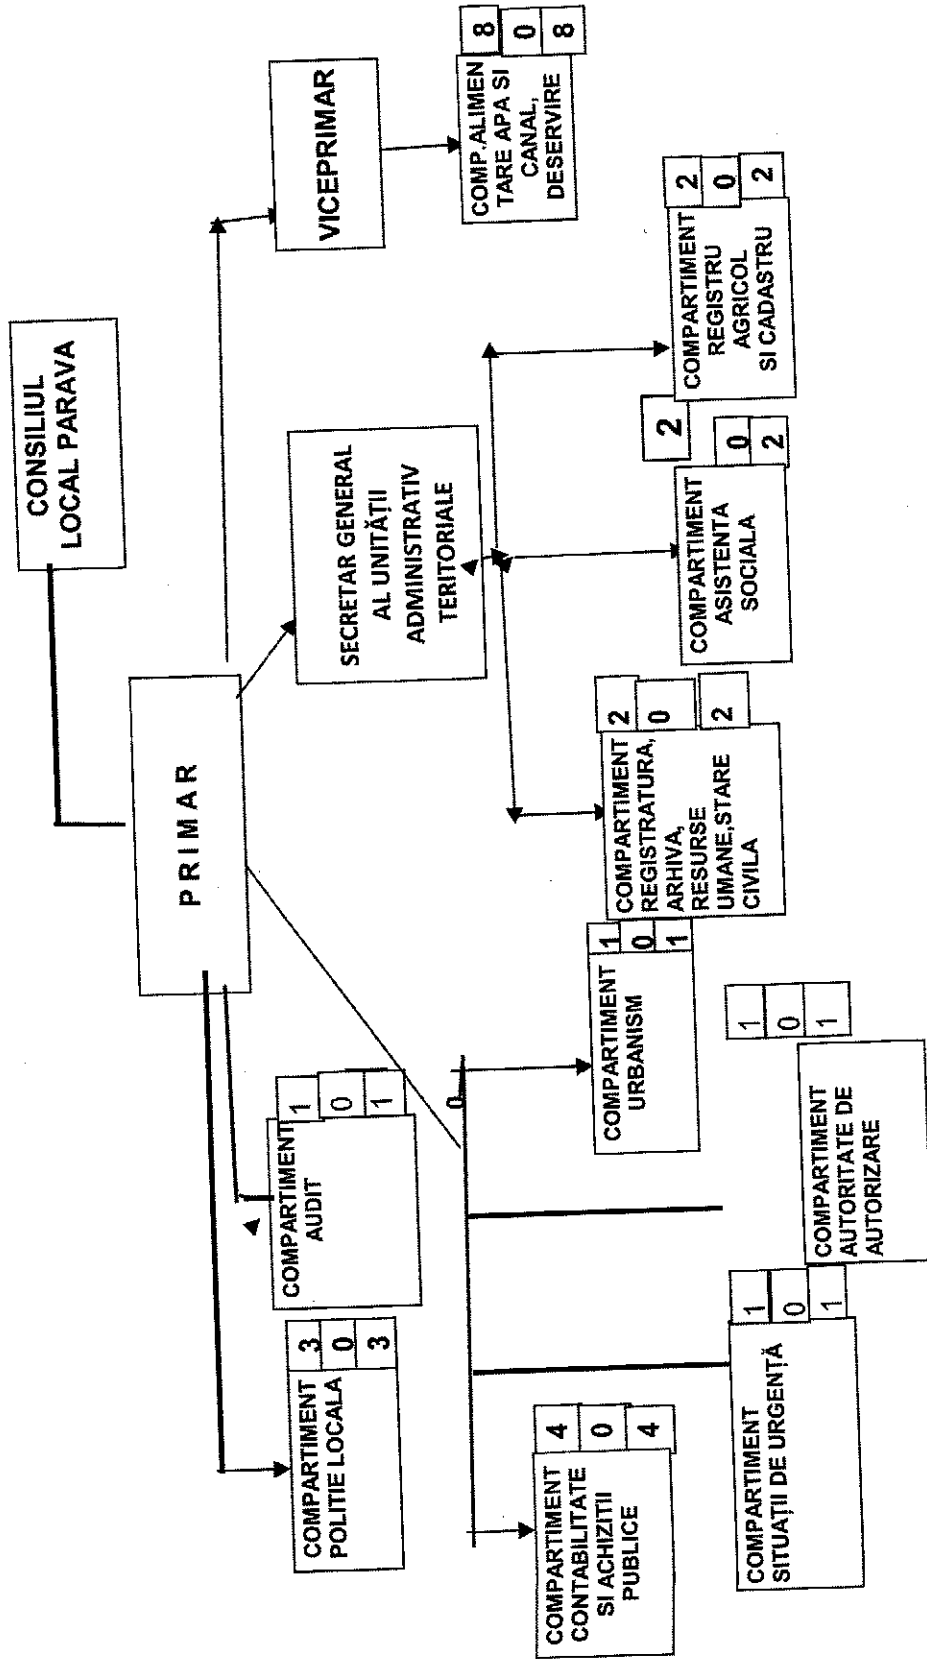 CONSILIUL
LOCAL PARAVA
P R I M A R
VICEPRIMAR
SECRETAR GENERAL
AL UNITĂȚII
ADMINISTRATIV
TERITORIALE
COMP.ALIMEN
TARE APA SI
CANAL,
DESERVIRE
8
0
8
COMPARTIMENT
POLITIE LOCALA
3
0
3
COMPARTIMENT
AUDIT
1
0
1
0
COMPARTIMENT
CONTABILITATE
SI ACHIZITII
PUBLICE
4
0
4
COMPARTIMENT
URBANISM
1
0
1
COMPARTIMENT
REGISTRATURA,
ARHIVA,
RESURSE
UMANE,STARE
CIVILA
2
0
2
COMPARTIMENT
ASISTENTA
SOCIALA
2
0
2
COMPARTIMENT
REGISTRU
AGRICOL
SI CADASTRU
2
0
2
COMPARTIMENT
SITUAȚII DE URGENȚĂ
1
0
1
COMPARTIMENT
AUTORITATE DE
AUTORIZARE
1
0
1